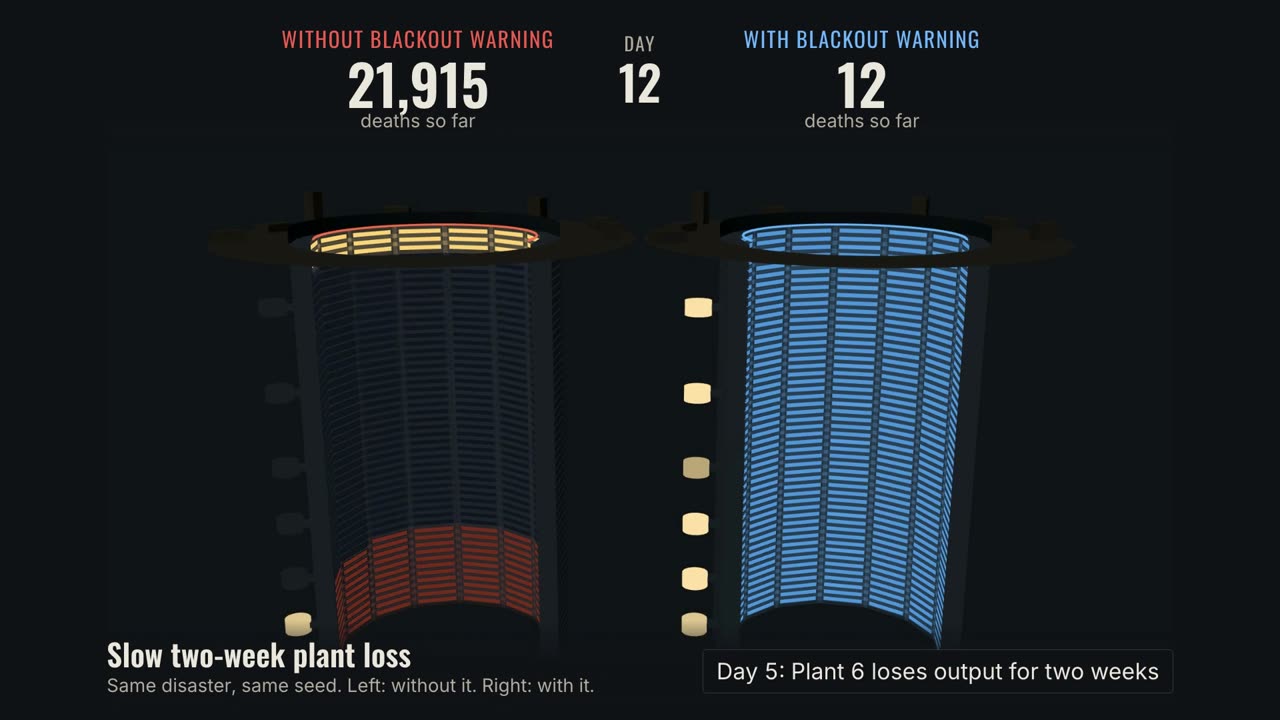 WITHOUT BLACKOUT WARNING
21,915
deaths so far
DAY
12
WITH BLACKOUT WARNING
12
deaths so far
Slow two-week plant loss
Same disaster, same seed. Left: without it. Right: with it.
Day 5: Plant 6 loses output for two weeks